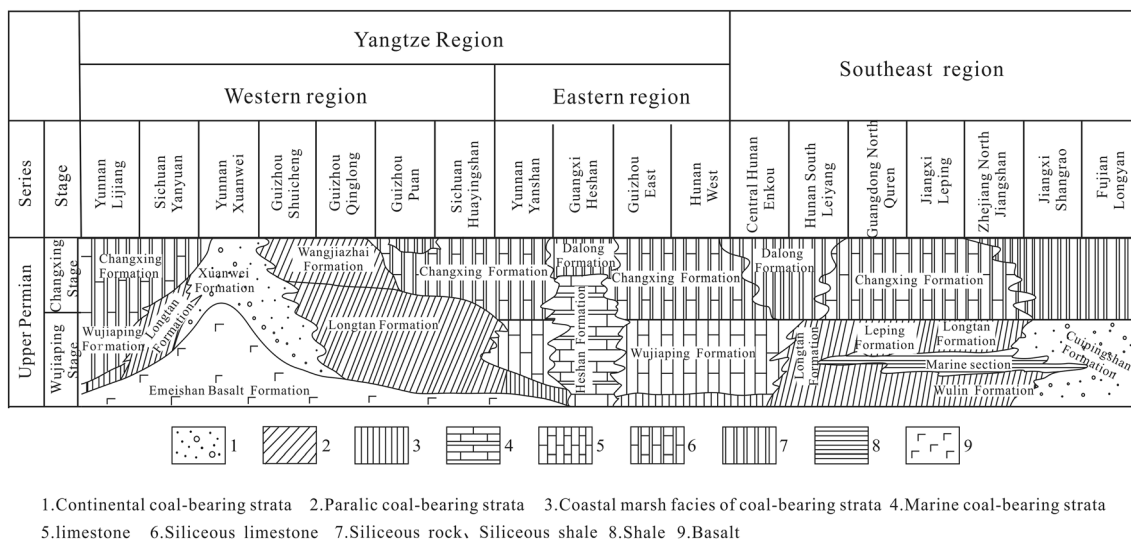 Yangtze Region
Southeast region
Western region
Eastern region
Series
Stage
Yunnan
Lijiang
Sichuan
Yanyuan
Yunnan
Xuanwei
Guizhou
Shuicheng
Guizhou
Qinglong
Guizhou
Puan
Sichuan
Huayingshan
Yunnan
Yanshan
Guangxi
Heshan
Guizhou
East
Hunan
West
Central Hunan
Enkou
Hunan South
Leiyang
Guangdong North
Quren
Jiangxi
Leping
Zhejiang North
Jiangshan
Jiangxi
Shangrao
Fujian
Longyan
Upper Permian
Changxing
Stage
Wujiaping
Stage
Changxing
Formation
Xuanwei
Formation
Wangjiazhai
Formation
Changxing Formation
Dalong
Formation
Changxing Formation
Dalong
Formation
Changxing Formation
Wujiaping
Formation
Longtan
Formation
Longtan Formation
Heshan Formation
Wujiaping Formation
Longtan
Formation
Leping
Formation
Longtan
Formation
Cuipingshan
Formation
Marine section
Wulin Formation
Emeishan Basalt Formation
1
2
3
4
5
6
7
8
9
1.Continental coal-bearing strata 2.Paralic coal-bearing strata 3.Coastal marsh facies of coal-bearing strata 4.Marine coal-bearing strata
5.limestone 6.Siliceous limestone 7.Siliceous rock、Siliceous shale 8.Shale 9.Basalt